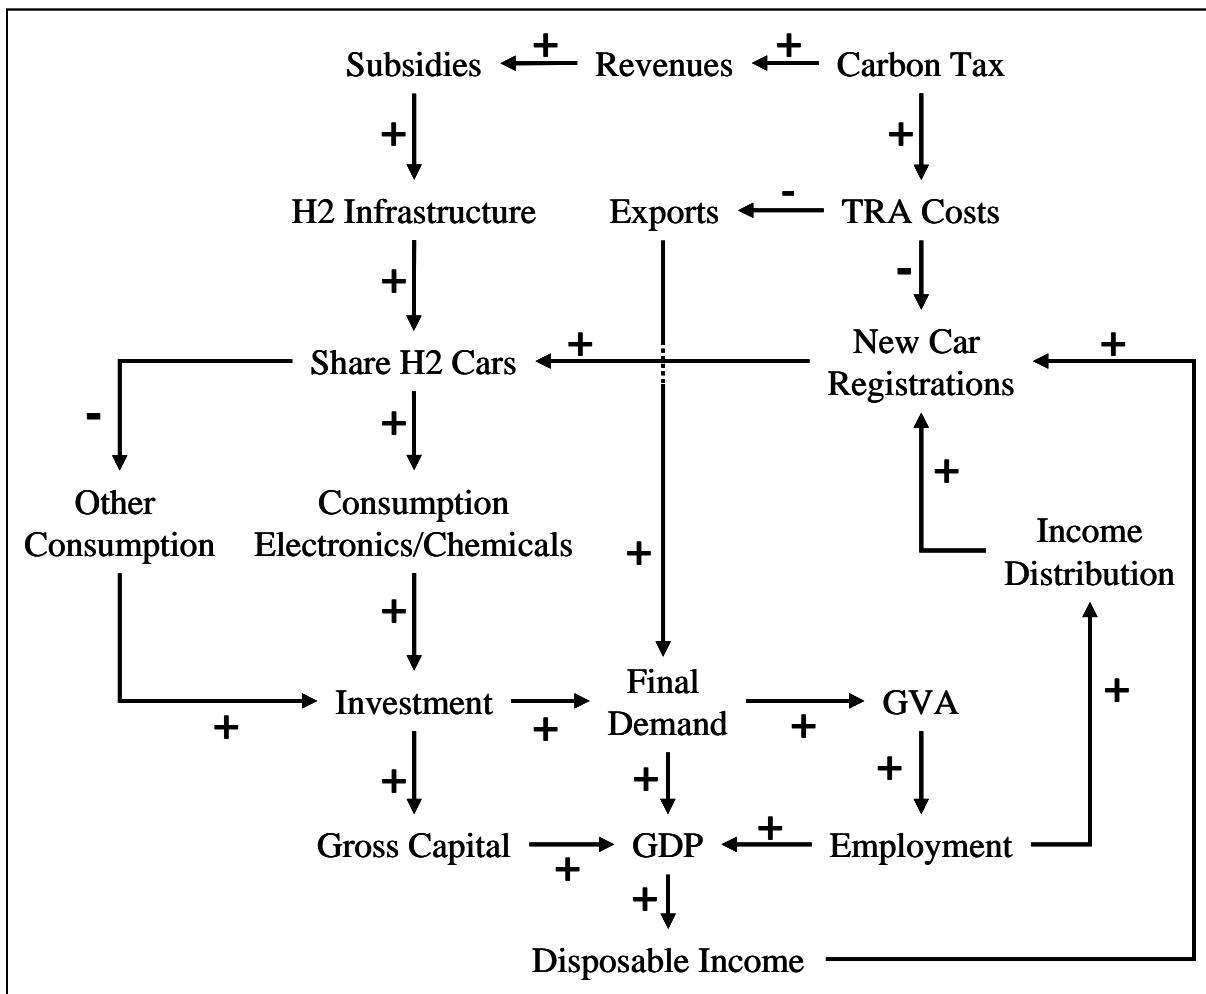 + +
Subsidies Revenues Carbon Tax
+ +
-
H2 Infrastructure Exports TRA Costs
+ -
+ +
New Car
Share H2 Cars
Registrations
- + +
Other Consumption
Consumption Electronics/Chemicals
Income
+
Distribution
+
Final
+
Investment GVA
Demand
+ + +
+ + +
+
Gross Capital GDP Employment
+
+
Disposable Income